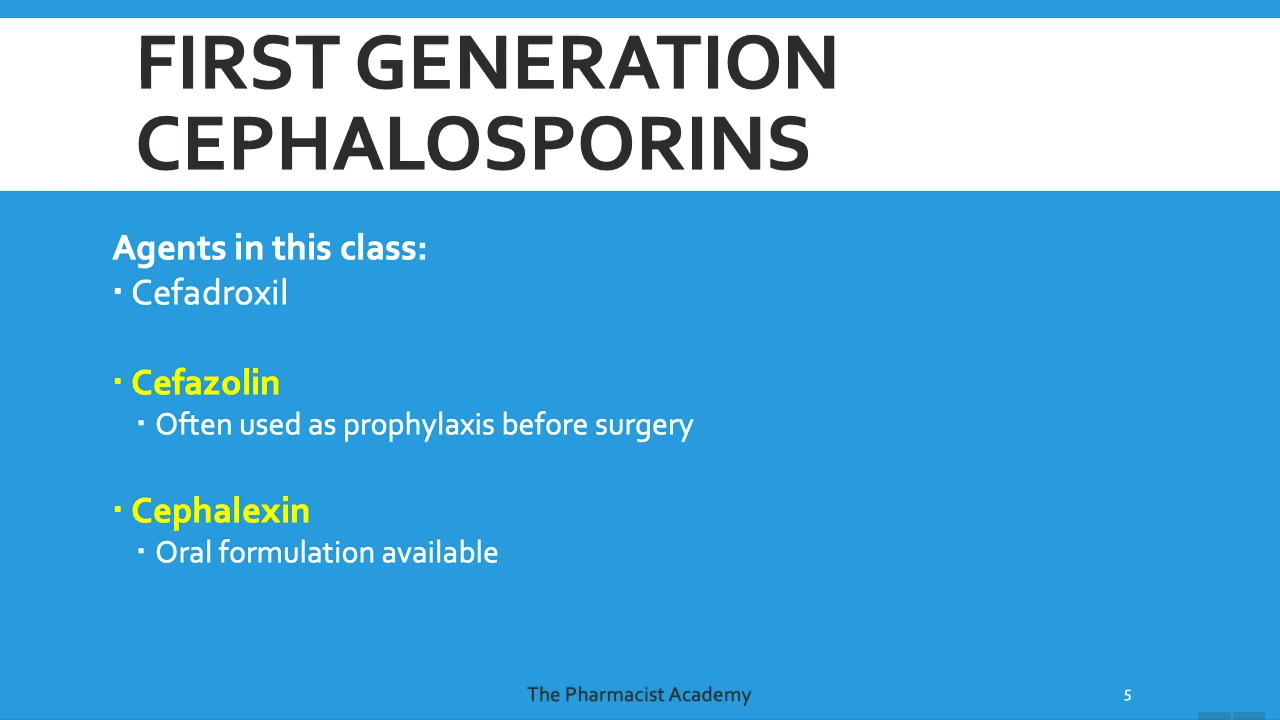 FIRST GENERATION
CEPHALOSPORINS
Agents in this class:
▪ Cefadroxil
▪ Cefazolin
▪ Often used as prophylaxis before surgery
▪ Cephalexin
▪ Oral formulation available
The Pharmacist Academy
5